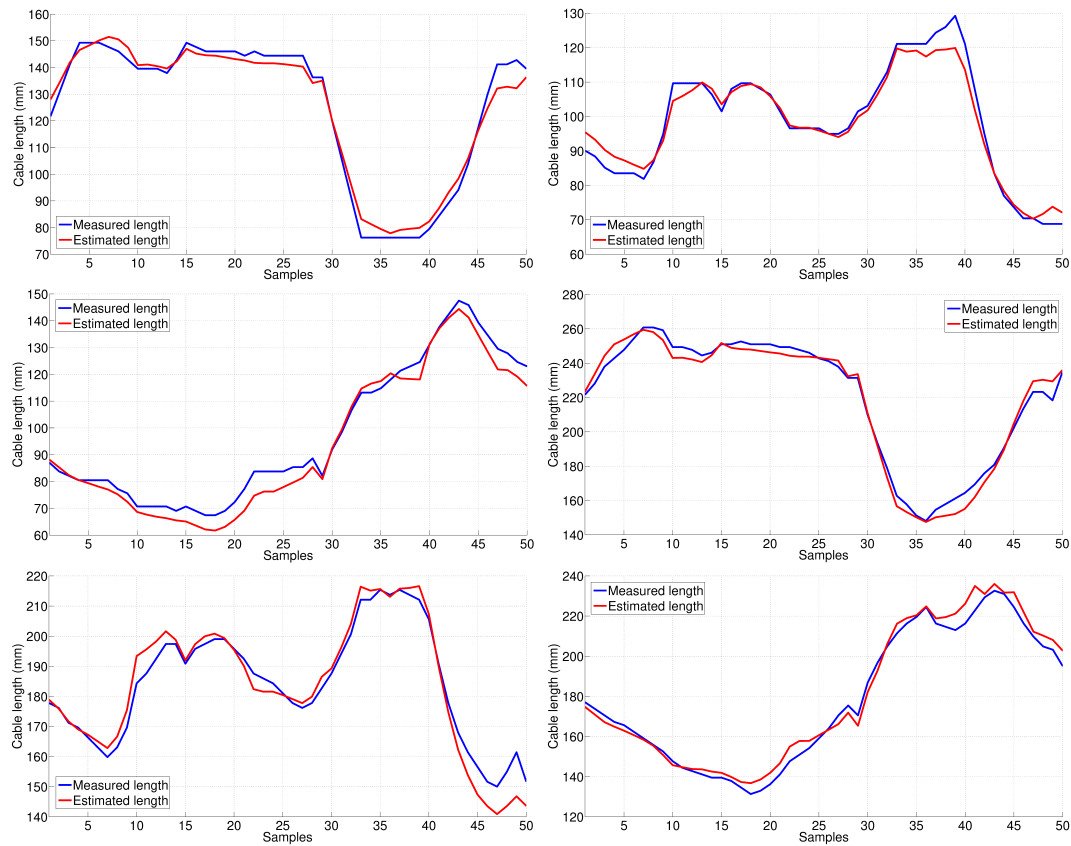 160
150
140
130
120
110
100
90
80
70
Cable length (mm)
Measured length
Estimated length
5 10 15 20 25 30 35 40 45 50
Samples
130
120
110
100
90
80
70
60
Cable length (mm)
Measured length
Estimated length
5 10 15 20 25 30 35 40 45 50
Samples
150
140
130
120
110
100
90
80
70
60
Cable length (mm)
Measured length
Estimated length
5 10 15 20 25 30 35 40 45 50
Samples
280
260
240
220
200
180
160
140
Cable length (mm)
Measured length
Estimated length
5 10 15 20 25 30 35 40 45 50
Samples
220
210
200
190
180
170
160
150
140
Cable length (mm)
Measured length
Estimated length
5 10 15 20 25 30 35 40 45 50
Samples
240
220
200
180
160
140
120
Cable length (mm)
Measured length
Estimated length
5 10 15 20 25 30 35 40 45 50
Samples